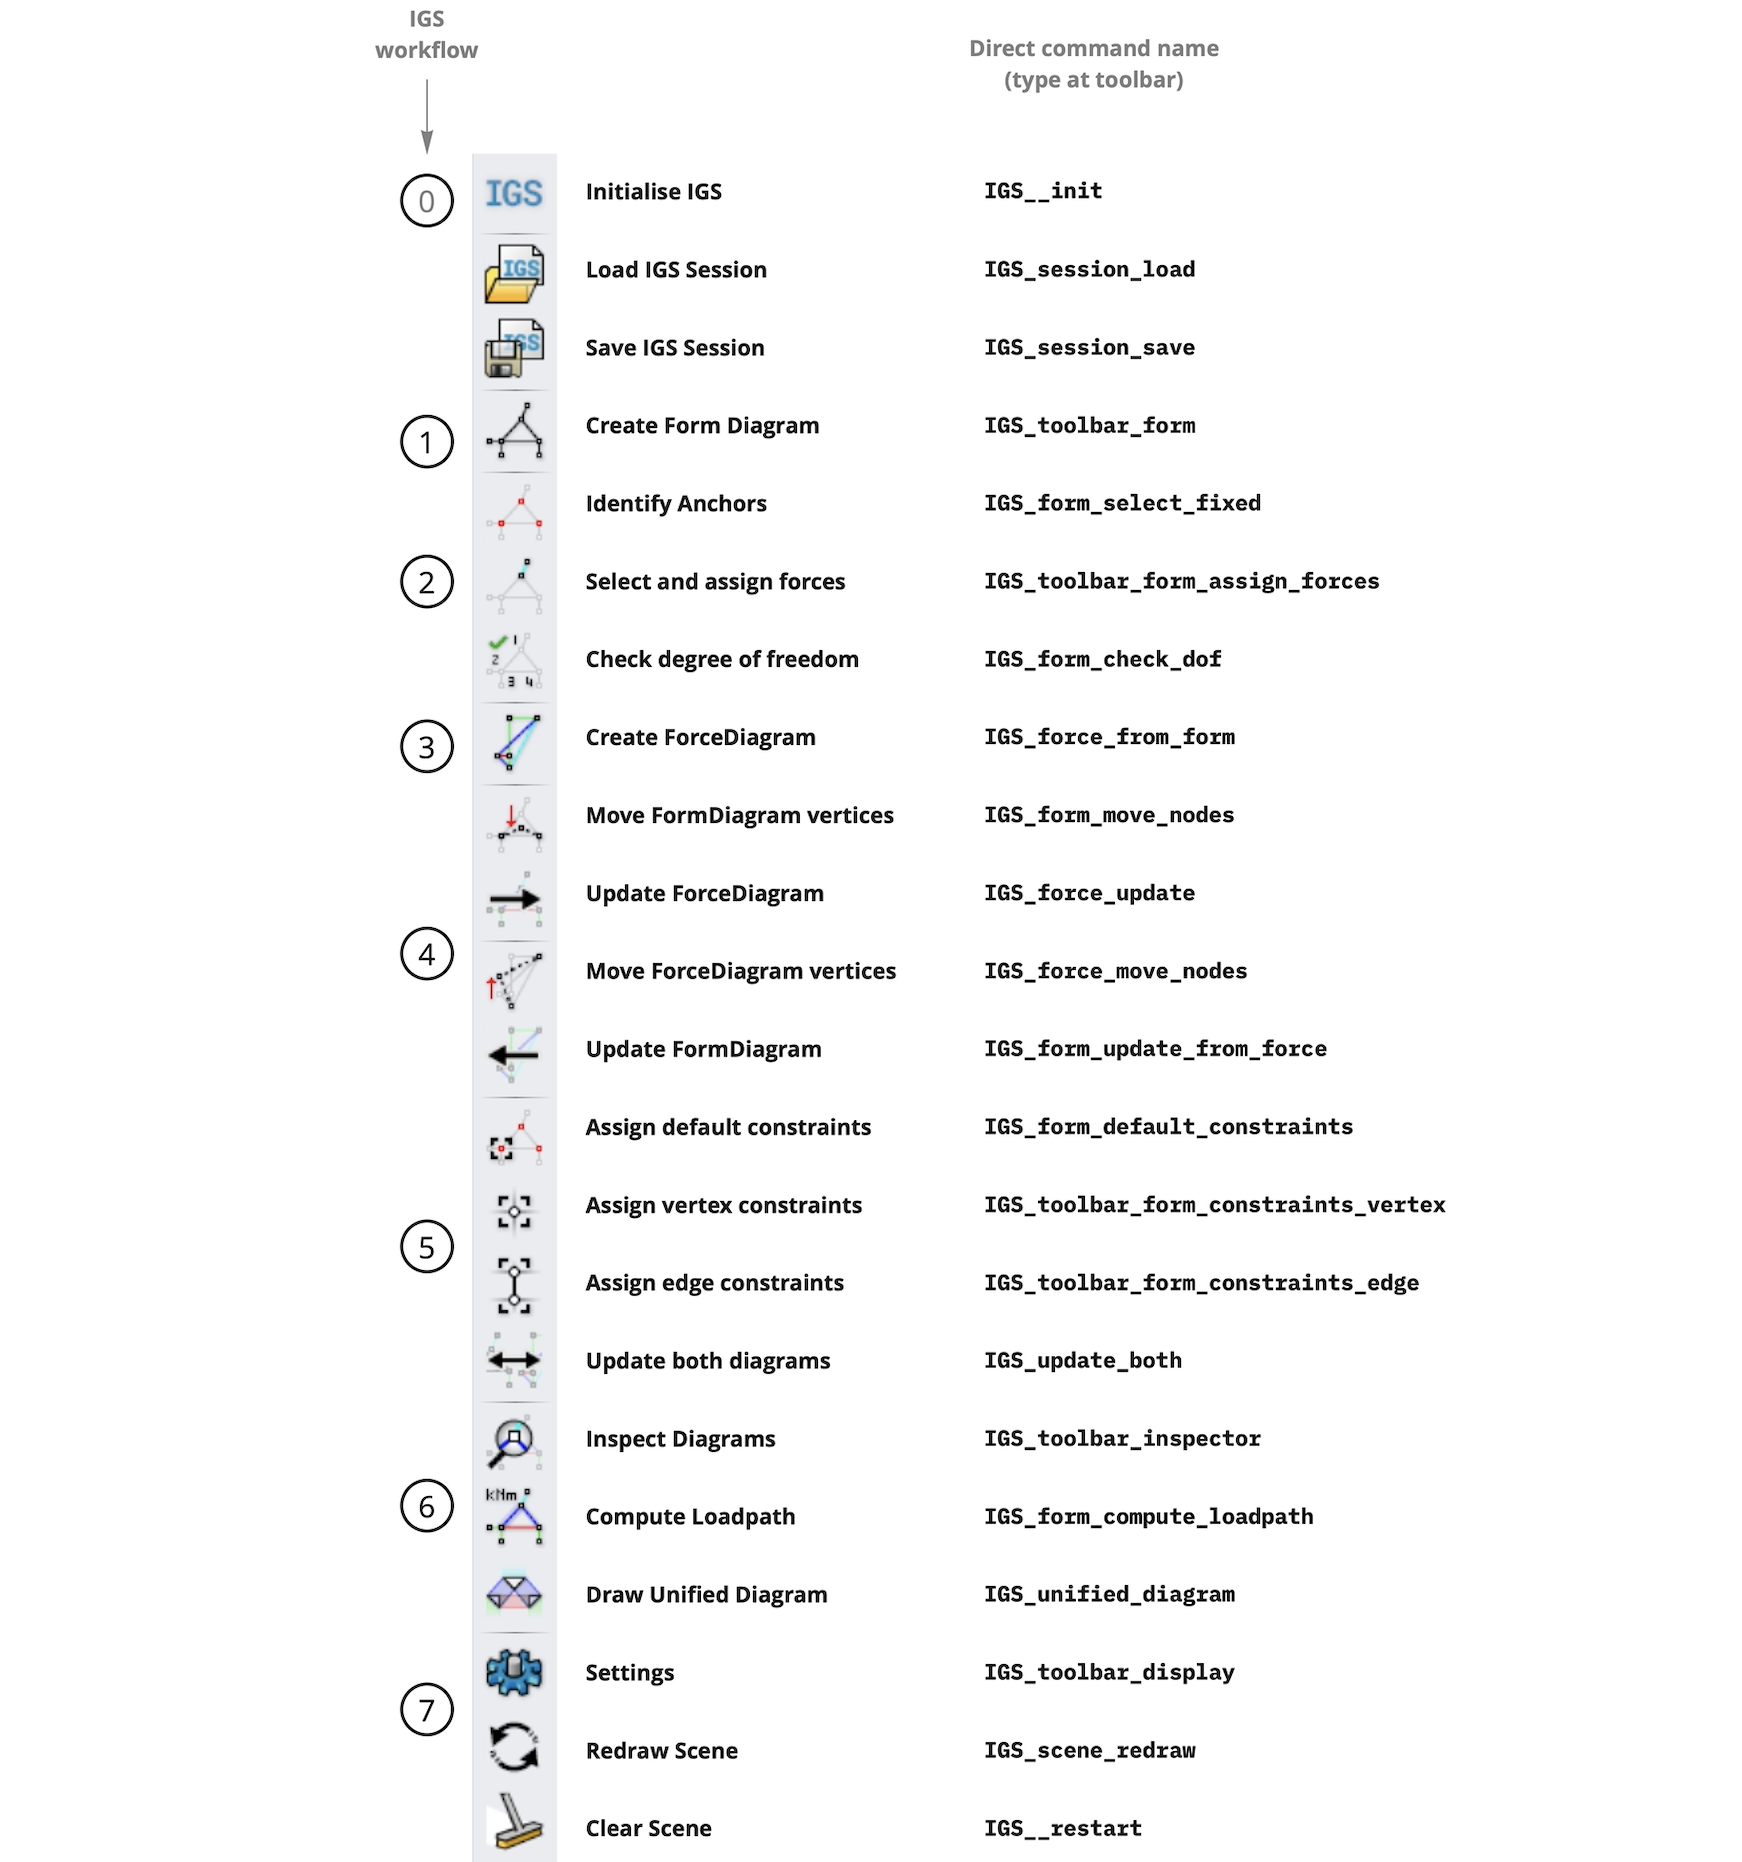 IGS
workflow
Direct command name
(type at toolbar)
0 IGS Initialise IGS IGS__init
IGS Load IGS Session IGS_session_load
IGS Save IGS Session IGS_session_save
1 Create Form Diagram IGS_toolbar_form
Identify Anchors IGS_form_select_fixed
2 Select and assign forces IGS_toolbar_form_assign_forces
1 2 3 4 Check degree of freedom IGS_form_check_dof
3 Create ForceDiagram IGS_force_from_form
Move FormDiagram vertices IGS_form_move_nodes
Update ForceDiagram IGS_force_update
4 Move ForceDiagram vertices IGS_force_move_nodes
Update FormDiagram IGS_form_update_from_force
Assign default constraints IGS_form_default_constraints
Assign vertex constraints IGS_toolbar_form_constraints_vertex
5 Assign edge constraints IGS_toolbar_form_constraints_edge
Update both diagrams IGS_update_both
Inspect Diagrams IGS_toolbar_inspector
6 kNm Compute Loadpath IGS_form_compute_loadpath
Draw Unified Diagram IGS_unified_diagram
Settings IGS_toolbar_display
7 Redraw Scene IGS_scene_redraw
Clear Scene IGS__restart